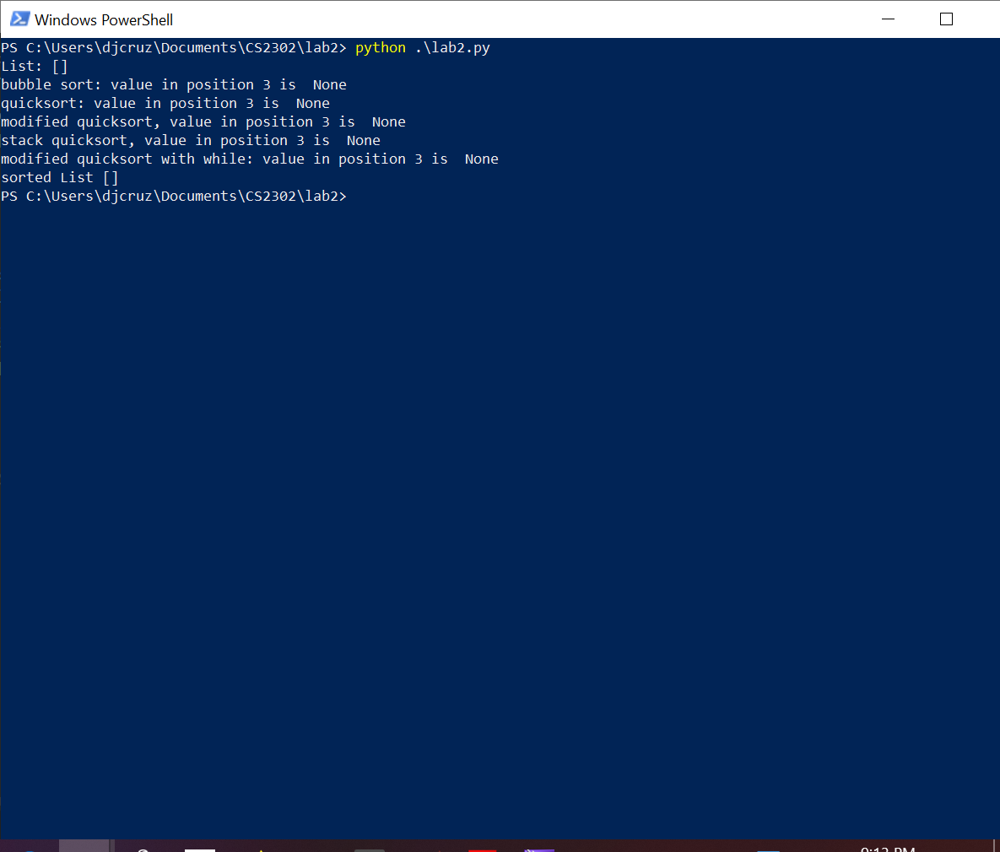 Windows PowerShell
PS C:\Users\djcruz\Documents\CS2302\lab2> python .\lab2.py
List: []
bubble sort: value in position 3 is  None
quicksort: value in position 3 is  None
modified quicksort, value in position 3 is  None
stack quicksort, value in position 3 is  None
modified quicksort with while: value in position 3 is  None
sorted List []
PS C:\Users\djcruz\Documents\CS2302\lab2>